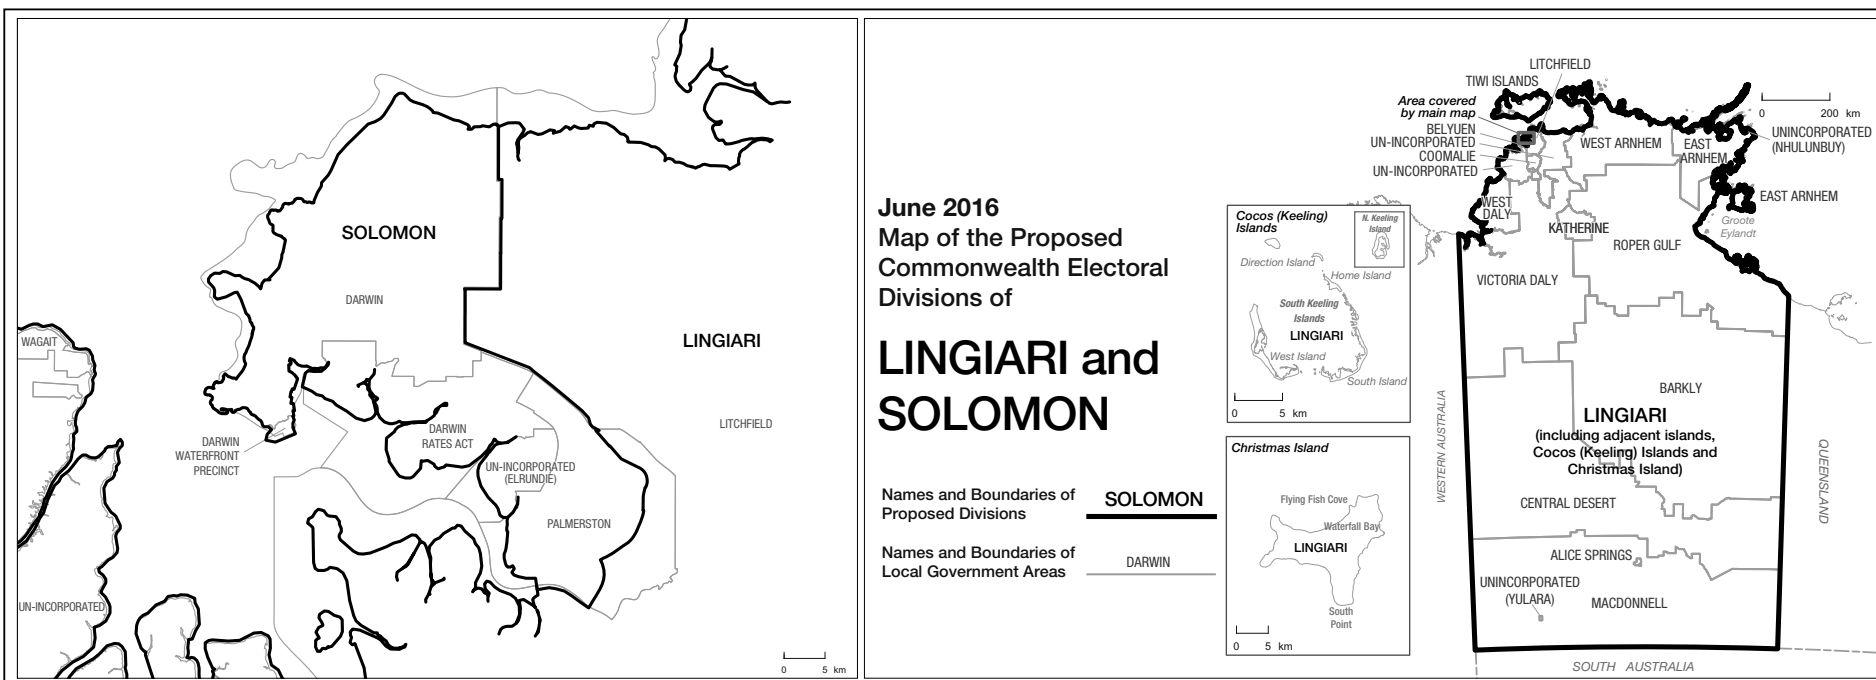 SOLOMON
DARWIN
LINGIARI
WAGAIT
LITCHFIELD
DARWIN
WATERFRONT
PRECINCT
DARWIN
RATES ACT
UN-INCORPORATED
(ELRUNDIE)
PALMERSTON
UN-INCORPORATED
0 5 km
June 2016
Map of the Proposed
Commonwealth Electoral
Divisions of
LINGIARI and
SOLOMON
Names and Boundaries of
Proposed Divisions
SOLOMON
Names and Boundaries of
Local Government Areas
DARWIN
Cocos (Keeling)
Islands
N. Keeling
Island
Direction Island
Home Island
South Keeling
Islands
LINGIARI
West Island
South Island
0 5 km
Christmas Island
Flying Fish Cove
Waterfall Bay
LINGIARI
South
Point
0 5 km
LITCHFIELD
TIWI ISLANDS
Area covered
by main map
BELYUEN
UN-INCORPORATED
COOMALIE
UN-INCORPORATED
0 200 km
WEST ARNHEM
EAST
ARNHEM
UNINCORPORATED
(NHULUNBUY)
EAST ARNHEM
WEST
DALY
KATHERINE
Groote
Eylandt
ROPER GULF
VICTORIA DALY
BARKLY
LINGIARI
(including adjacent islands,
Cocos (Keeling) Islands and
Christmas Island)
WESTERN AUSTRALIA
QUEENSLAND
CENTRAL DESERT
ALICE SPRINGS
UNINCORPORATED
(YULARA)
MACDONNELL
SOUTH AUSTRALIA